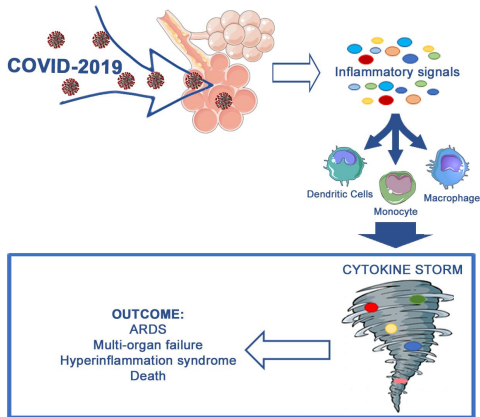 COVID-2019
Inflammatory signals
Dendritic Cells
Monocyte
Macrophage
CYTOKINE STORM
OUTCOME:
ARDS
Multi-organ failure
Hyperinflammation syndrome
Death